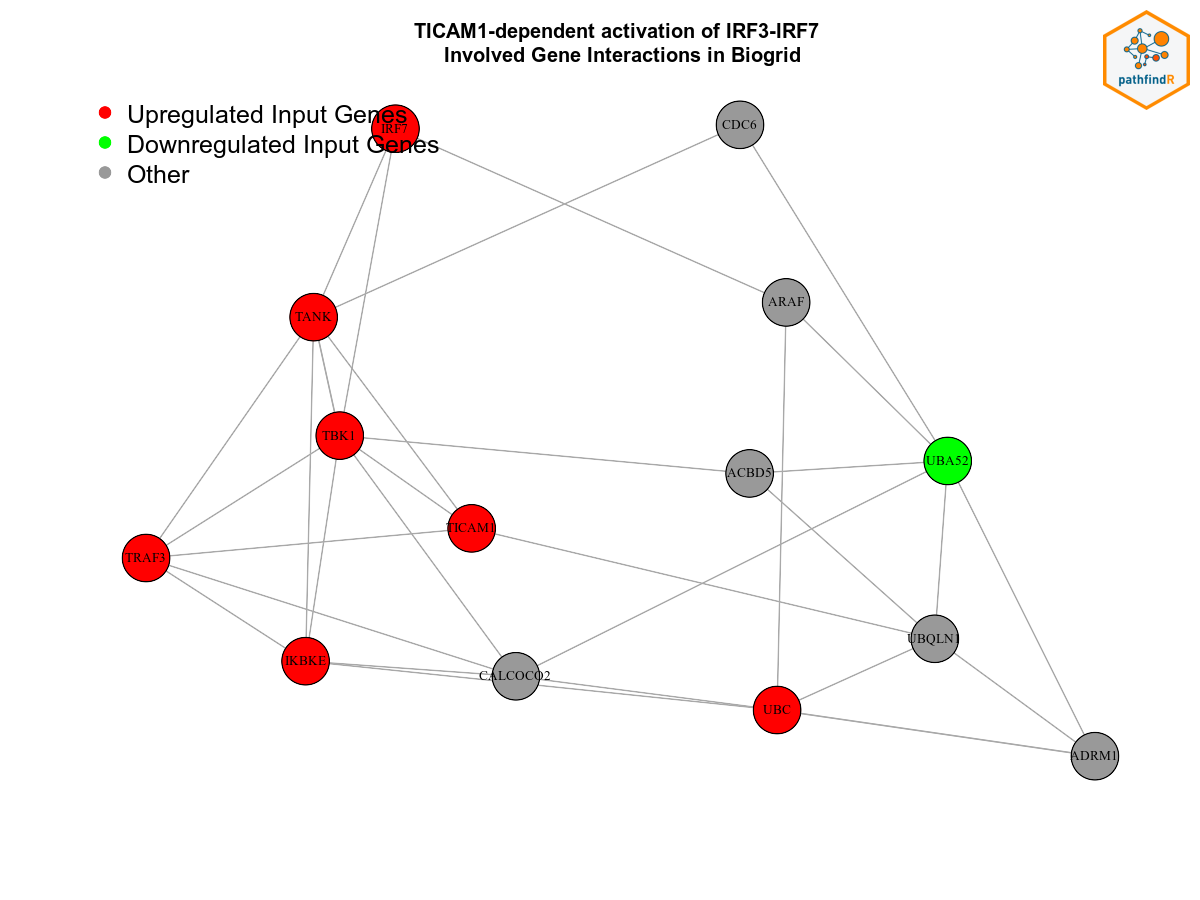 TICAM1-dependent activation of IRF3-IRF7
Involved Gene Interactions in Biogrid
pathfindR
Upregulated Input Genes
Downregulated Input Genes
Other
IRF7
CDC6
TANK
ARAF
TBK1
UBA52
ACBD5
TICAM1
TRAF3
UBQLN1
IKBKE
CALCOCO2
UBC
ADRM1